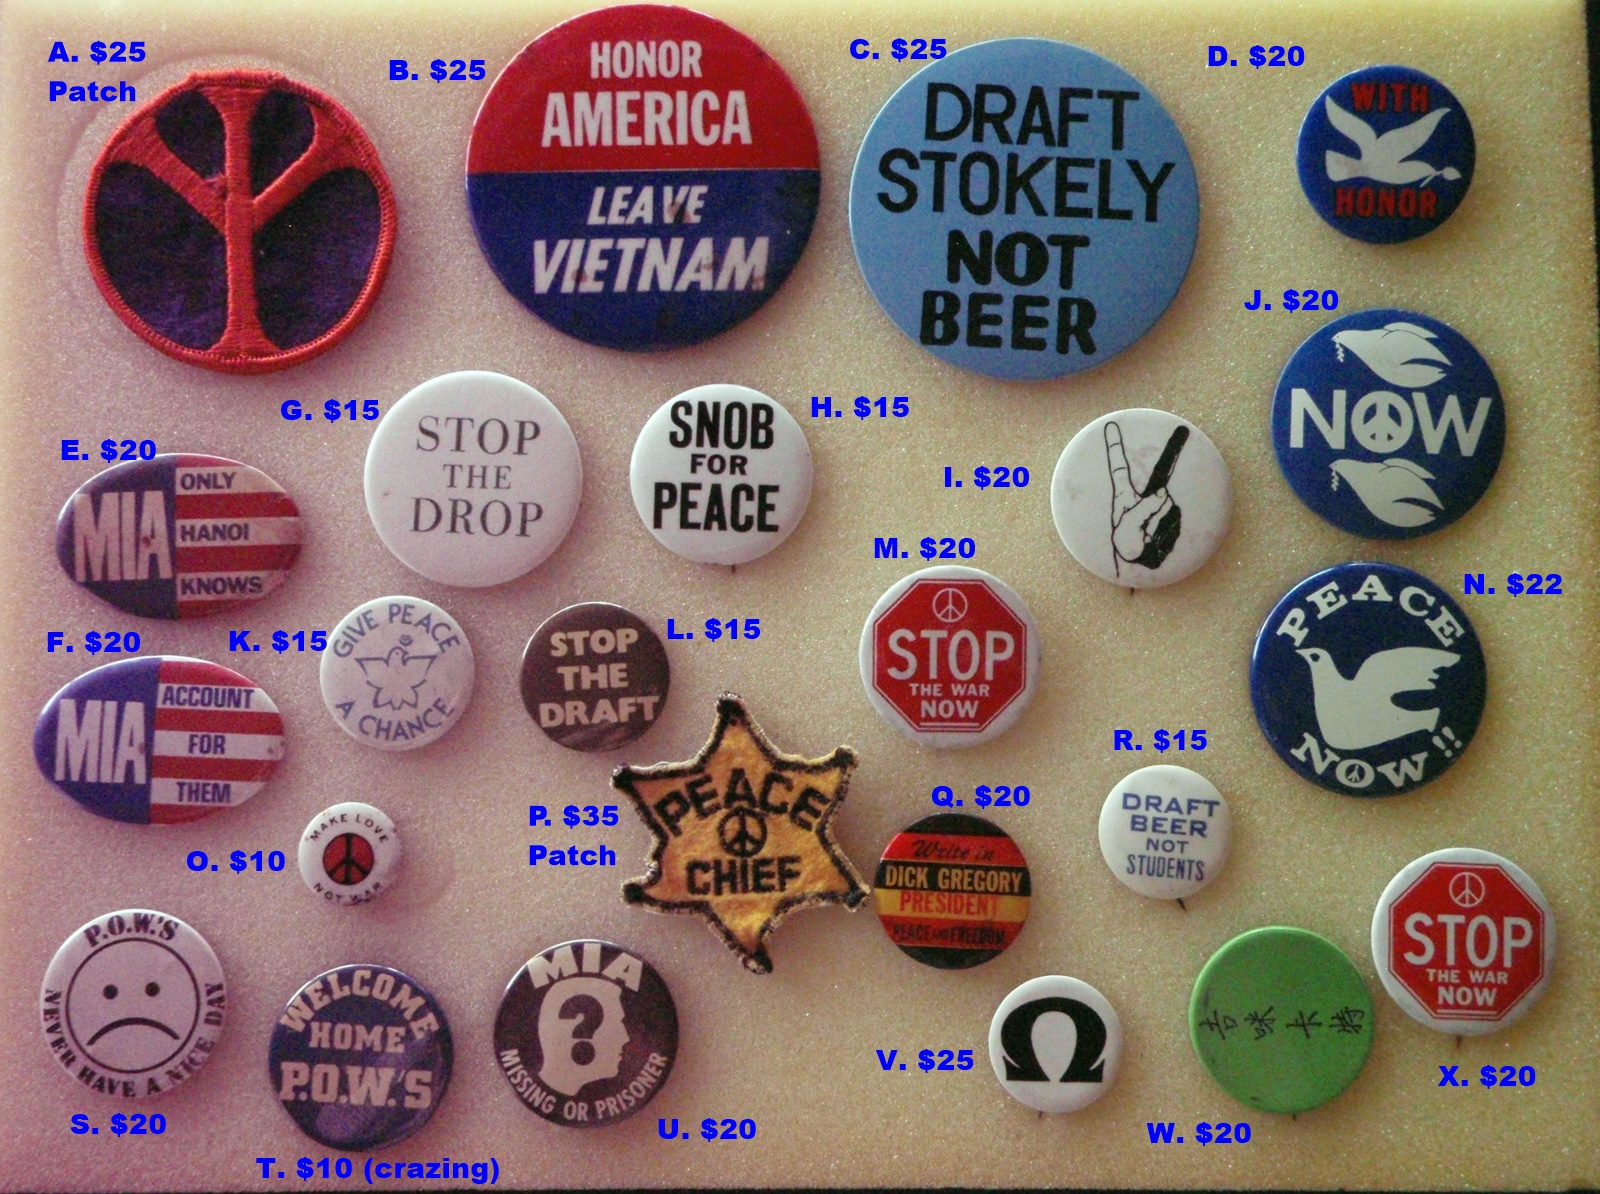 A. $25
Patch
B. $25
HONOR
AMERICA
LEAVE
VIETNAM
C. $25
DRAFT
STOKELY
NOT
BEER
D. $20
WITH
HONOR
E. $20
MIA
ONLY
HANOI
KNOWS
F. $20
MIA
ACCOUNT
FOR
THEM
G. $15
STOP
THE
DROP
H. $15
SNOB
FOR
PEACE
I. $20
J. $20
NOW
K. $15
GIVE PEACE
A CHANCE
L. $15
STOP
THE
DRAFT
M. $20
STOP
THE WAR
NOW
N. $22
PEACE
NOW!!
O. $10
MAKE LOVE
NOT WAR
P. $35
Patch
PEACE
CHIEF
Q. $20
Write in
DICK GREGORY
PRESIDENT
PEACE AND FREEDOM
R. $15
DRAFT
BEER
NOT
STUDENTS
S. $20
P.O.W.'S
NEVER HAVE A NICE DAY
T. $10 (crazing)
WELCOME
HOME
P.O.W.'S
U. $20
MIA
?
MISSING OR PRISONER
V. $25
Ω
W. $20
吉咪卡特
X. $20
STOP
THE WAR
NOW